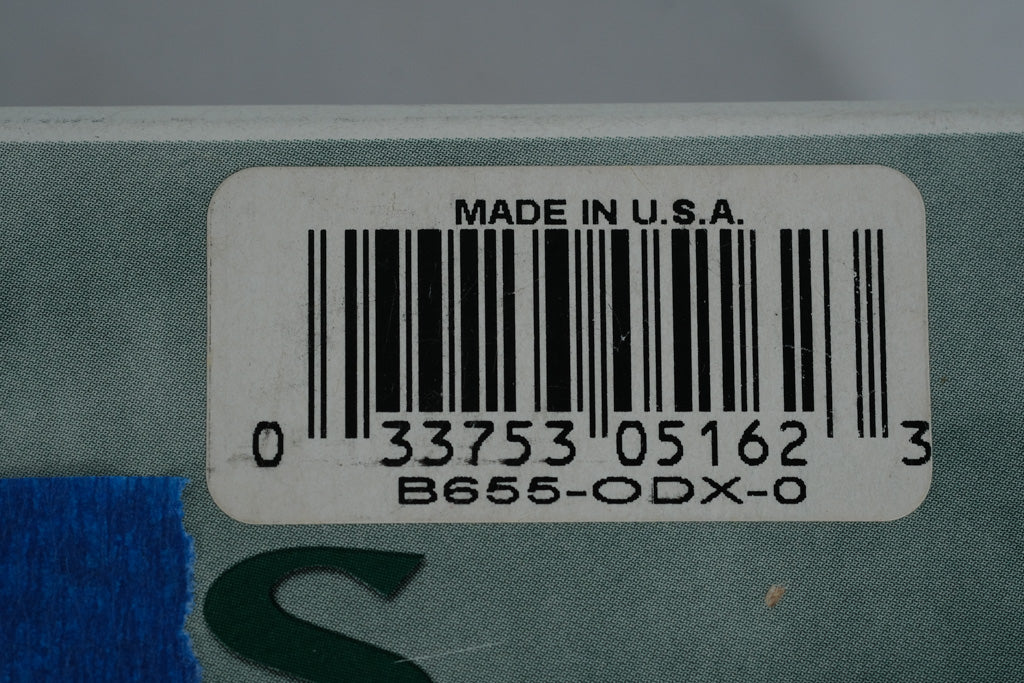 MADE IN U.S.A.
0 33753 05162 3
B655-ODX-0
S